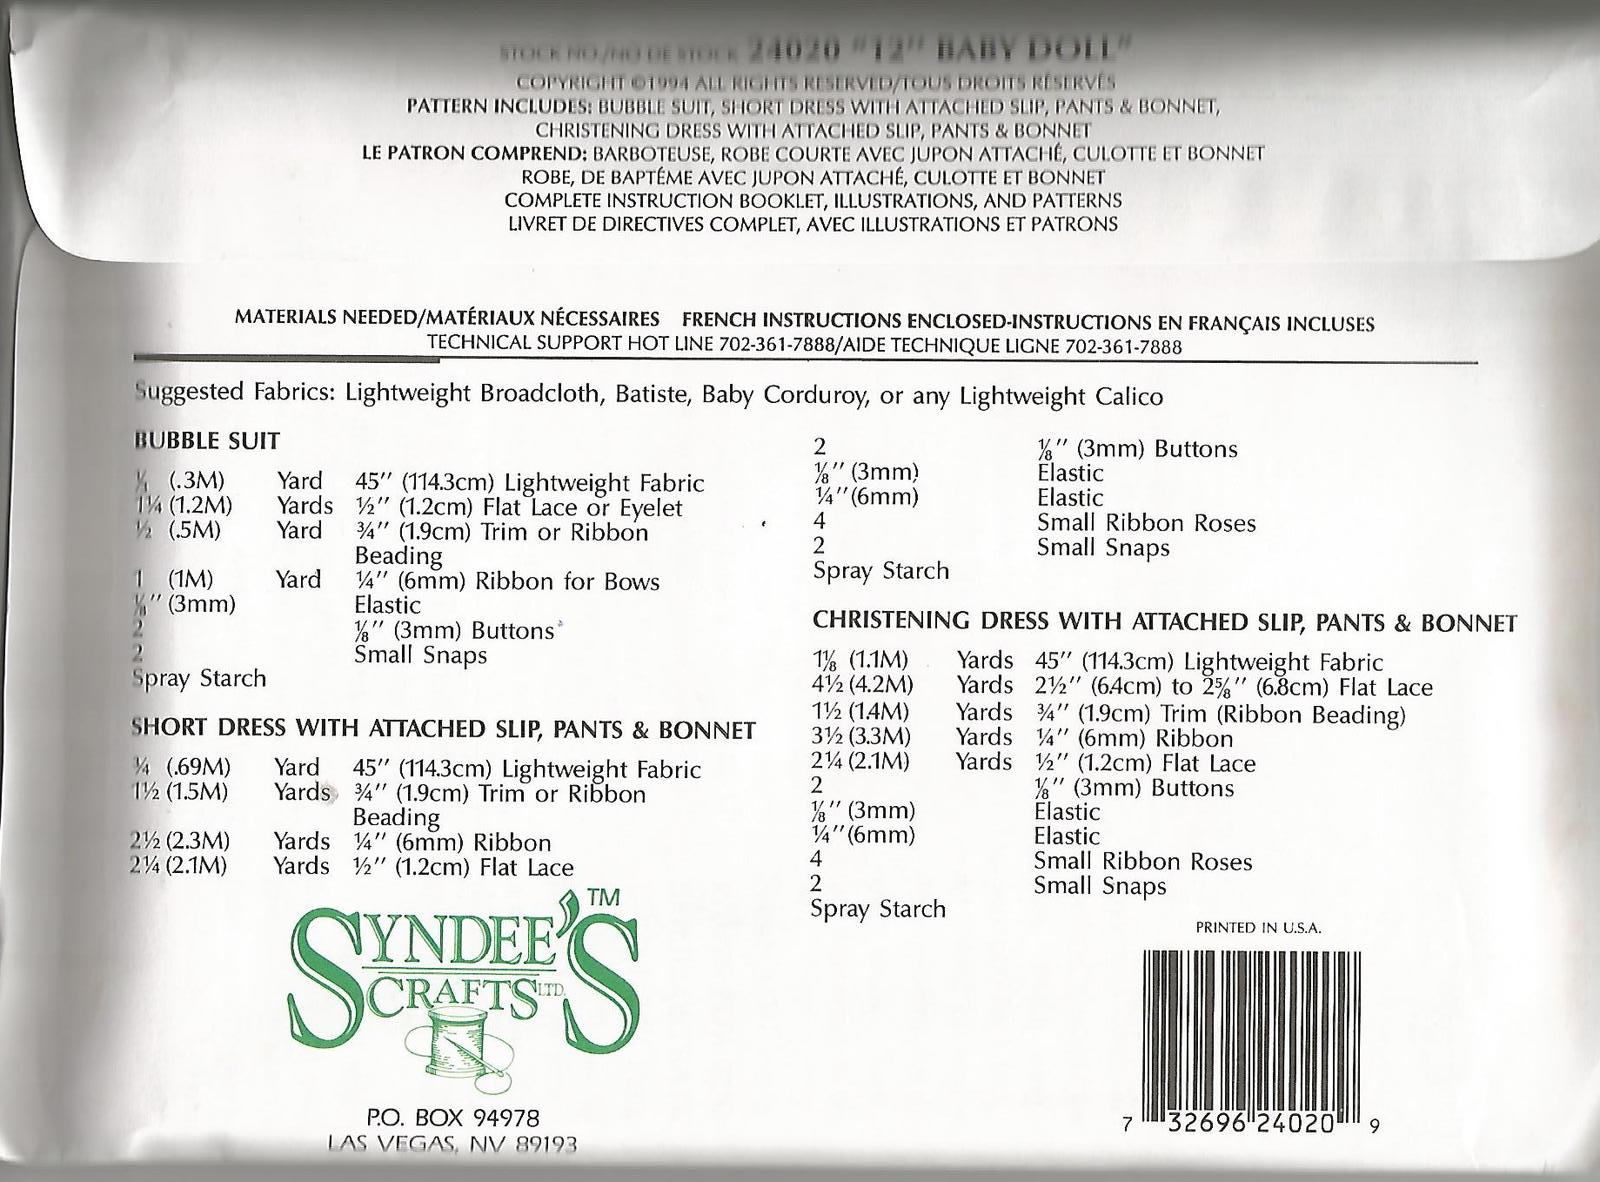 STOCK NO./NO DE STOCK 24020 "12" BABY DOLL"
COPYRIGHT ©1994 ALL RIGHTS RESERVED/TOUS DROITS RÉSERVÉS
PATTERN INCLUDES: BUBBLE SUIT, SHORT DRESS WITH ATTACHED SLIP, PANTS & BONNET,
CHRISTENING DRESS WITH ATTACHED SLIP, PANTS & BONNET
LE PATRON COMPREND: BARBOTEUSE, ROBE COURTE AVEC JUPON ATTACHÉ, CULOTTE ET BONNET
ROBE, DE BAPTÉME AVEC JUPON ATTACHÉ, CULOTTE ET BONNET
COMPLETE INSTRUCTION BOOKLET, ILLUSTRATIONS, AND PATTERNS
LIVRET DE DIRECTIVES COMPLET, AVEC ILLUSTRATIONS ET PATRONS
MATERIALS NEEDED/MATÉRIAUX NÉCESSAIRES FRENCH INSTRUCTIONS ENCLOSED-INSTRUCTIONS EN FRANÇAIS INCLUSES
TECHNICAL SUPPORT HOT LINE 702-361-7888/AIDE TECHNIQUE LIGNE 702-361-7888
Suggested Fabrics: Lightweight Broadcloth, Batiste, Baby Corduroy, or any Lightweight Calico
BUBBLE SUIT
(.3M) Yard 45" (114.3cm) Lightweight Fabric
1¼ (1.2M) Yards ½" (1.2cm) Flat Lace or Eyelet
½ (.5M) Yard ¾" (1.9cm) Trim or Ribbon
Beading
1 (1M) Yard ¼" (6mm) Ribbon for Bows
⅛" (3mm) Elastic
2 ⅛" (3mm) Buttons
2 Small Snaps
Spray Starch
SHORT DRESS WITH ATTACHED SLIP, PANTS & BONNET
¾ (.69M) Yard 45" (114.3cm) Lightweight Fabric
1½ (1.5M) Yards ¾" (1.9cm) Trim or Ribbon
Beading
2½ (2.3M) Yards ¼" (6mm) Ribbon
2¼ (2.1M) Yards ½" (1.2cm) Flat Lace
2 ⅛" (3mm) Buttons
⅛" (3mm) Elastic
¼" (6mm) Elastic
4 Small Ribbon Roses
2 Small Snaps
Spray Starch
CHRISTENING DRESS WITH ATTACHED SLIP, PANTS & BONNET
1⅛ (1.1M) Yards 45" (114.3cm) Lightweight Fabric
4½ (4.2M) Yards 2½" (6.4cm) to 2⅝" (6.8cm) Flat Lace
1½ (1.4M) Yards ¾" (1.9cm) Trim (Ribbon Beading)
3½ (3.3M) Yards ¼" (6mm) Ribbon
2¼ (2.1M) Yards ½" (1.2cm) Flat Lace
2 ⅛" (3mm) Buttons
⅛" (3mm) Elastic
¼" (6mm) Elastic
4 Small Ribbon Roses
2 Small Snaps
Spray Starch
SYNDEE'S™
CRAFTS LTD.
P.O. BOX 94978
LAS VEGAS, NV 89193
PRINTED IN U.S.A.
7 32696 24020 9